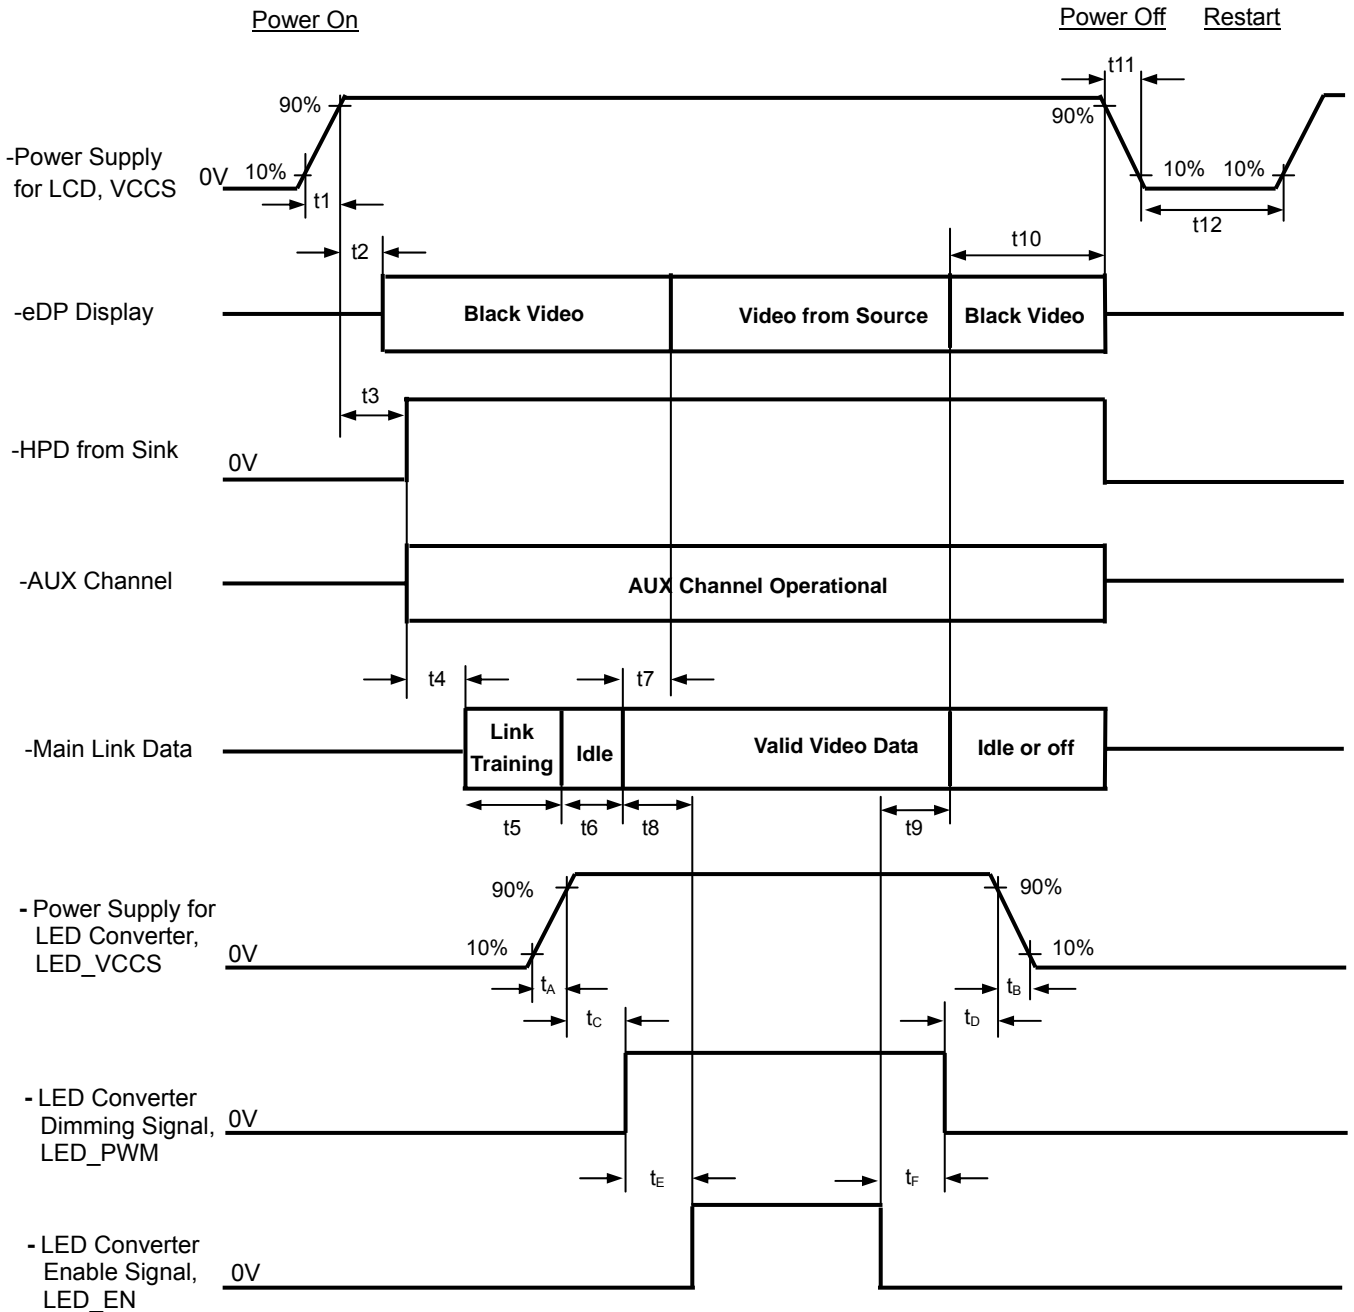 Power On
Power Off
Restart
t11
90%
90%
-Power Supply
for LCD, VCCS
0V
10%
10%
10%
t1
t12
t2
t10
-eDP Display
Black Video
Video from Source
Black Video
t3
-HPD from Sink
0V
-AUX Channel
AUX Channel Operational
t4
t7
-Main Link Data
Link
Training
Idle
Valid Video Data
Idle or off
t5
t6
t8
t9
90%
90%
- Power Supply for
LED Converter,
LED_VCCS
0V
10%
10%
tA
tB
tC
tD
- LED Converter
Dimming Signal,
LED_PWM
0V
tE
tF
- LED Converter
Enable Signal,
LED_EN
0V